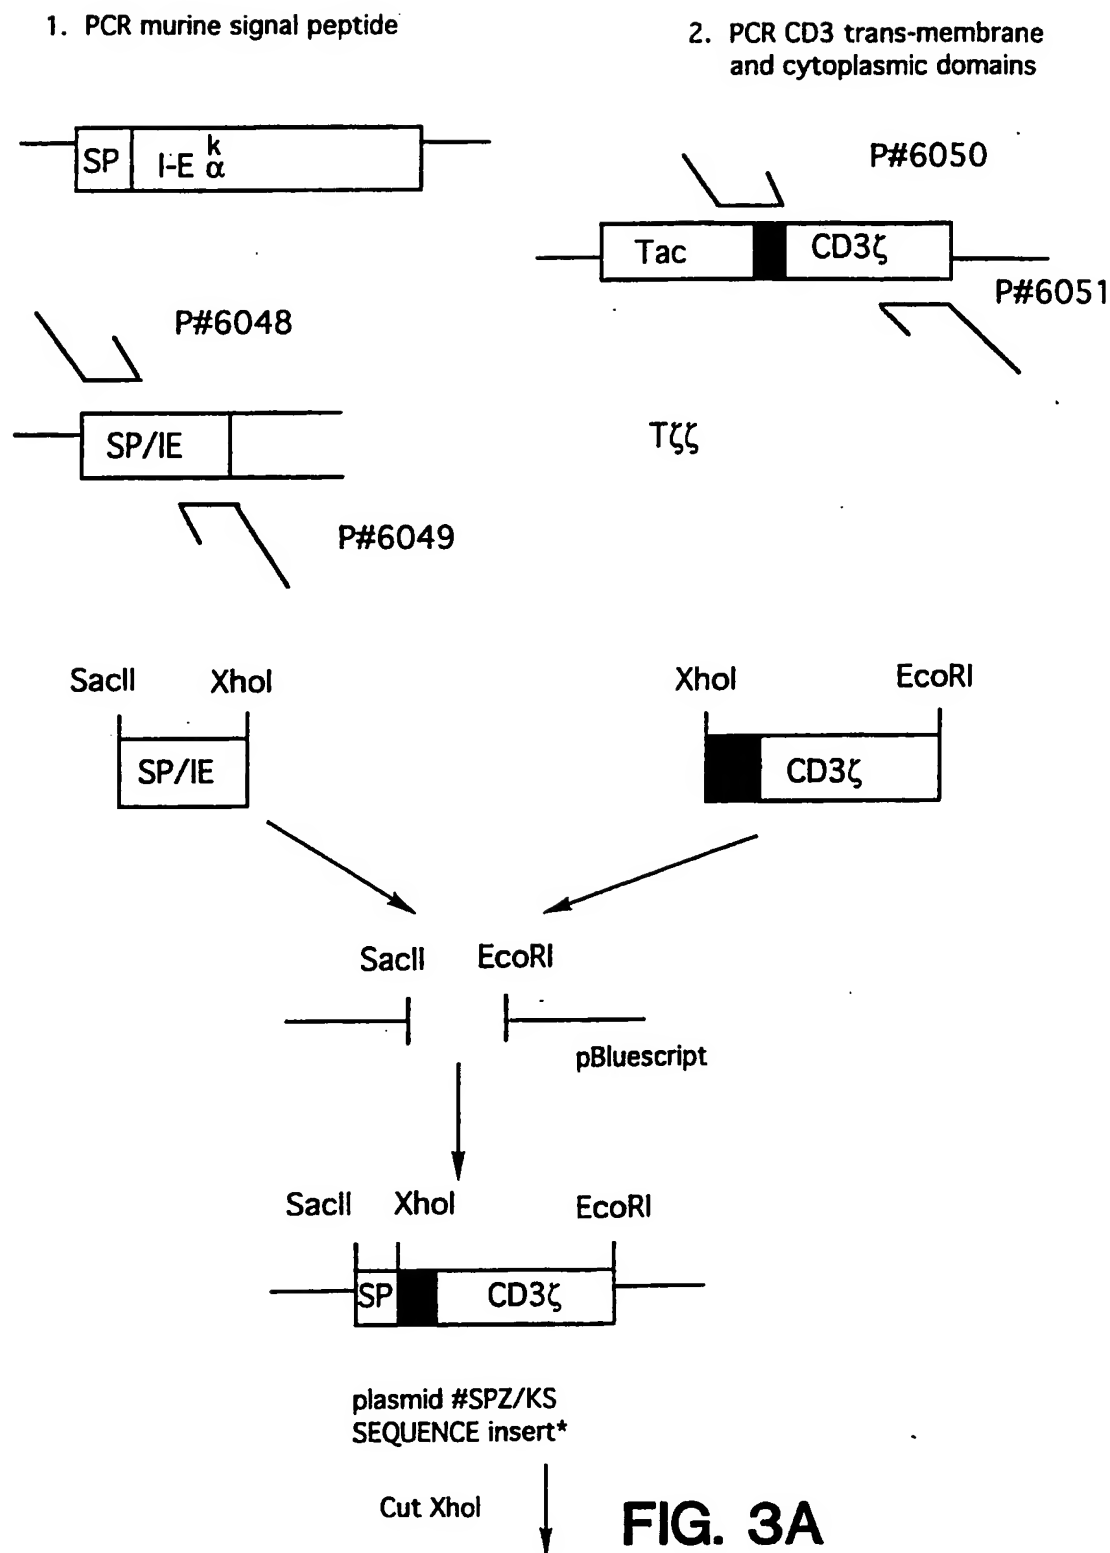 1. PCR murine signal peptide
2. PCR CD3 trans-membrane
and cytoplasmic domains
SP
I-E k α
P#6050
Tac
CD3ζ
P#6051
P#6048
SP/IE
Tζζ
P#6049
SacII
XhoI
XhoI
EcoRI
SP/IE
CD3ζ
SacII
EcoRI
pBluescript
SacII
XhoI
EcoRI
SP
CD3ζ
plasmid #SPZ/KS
SEQUENCE insert*
Cut XhoI
FIG. 3A